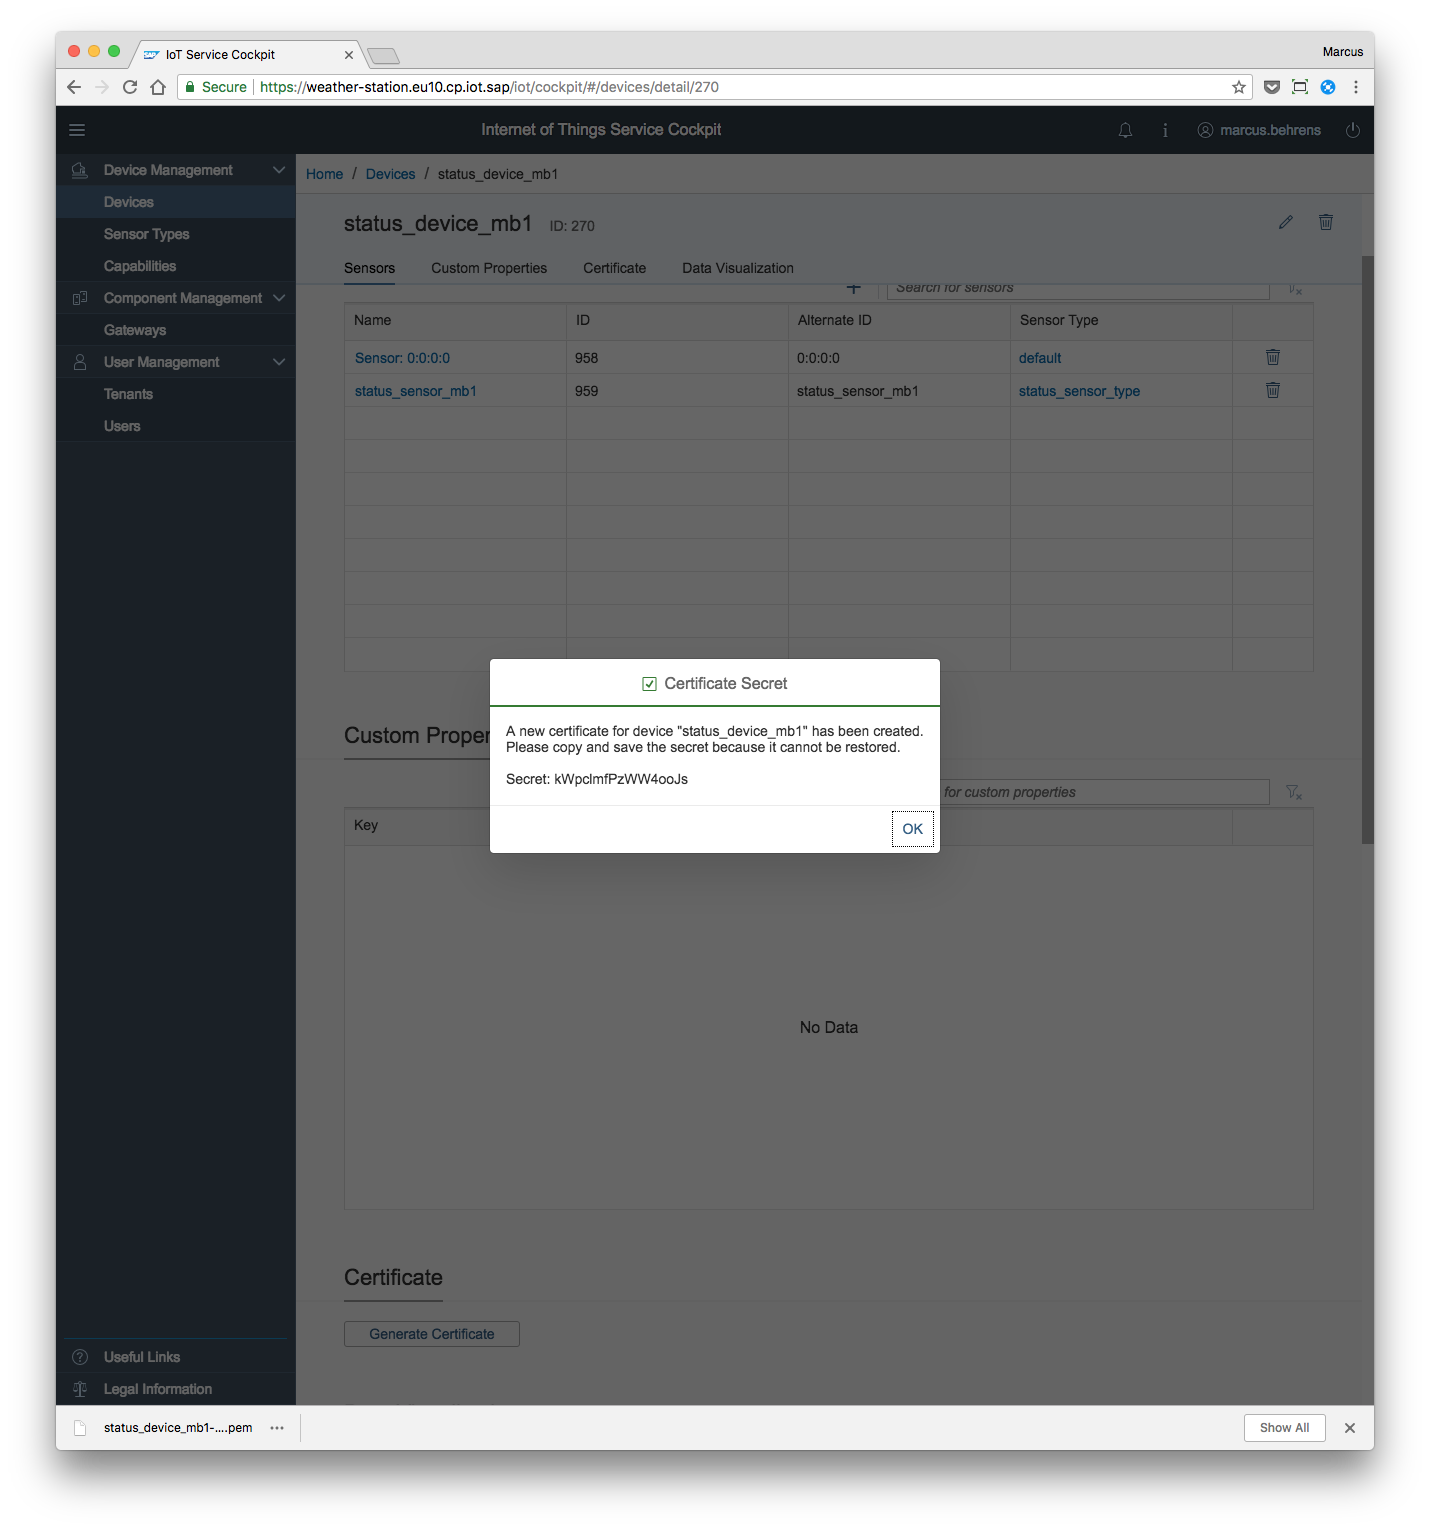 IoT Service Cockpit
Marcus
Secure
https://weather-station.eu10.cp.iot.sap/iot/cockpit/#/devices/detail/270
Internet of Things Service Cockpit
marcus.behrens
Device Management
Devices
Sensor Types
Capabilities
Component Management
Gateways
User Management
Tenants
Users
Home / Devices / status_device_mb1
status_device_mb1 ID: 270
Sensors Custom Properties Certificate Data Visualization
Search for sensors
Name ID Alternate ID Sensor Type
Sensor: 0:0:0:0 958 0:0:0:0 default
status_sensor_mb1 959 status_sensor_mb1 status_sensor_type
Certificate Secret
A new certificate for device "status_device_mb1" has been created.
Please copy and save the secret because it cannot be restored.
Secret: kWpclmfPzWW4ooJs
OK
Custom Proper
for custom properties
Key
No Data
Certificate
Generate Certificate
Useful Links
Legal Information
status_device_mb1-....pem
Show All